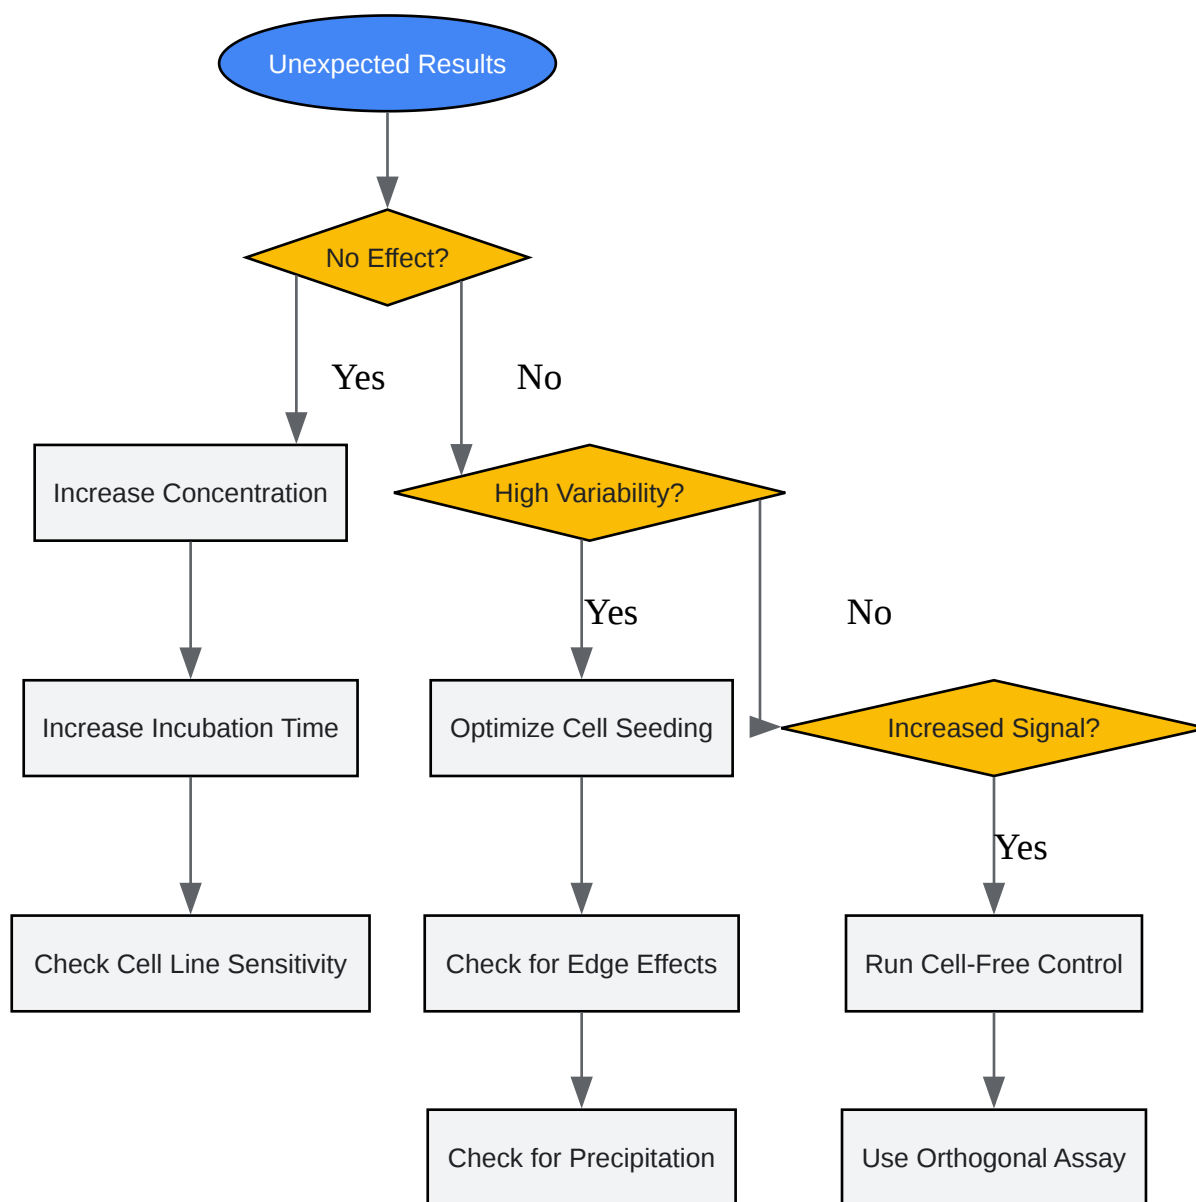 Unexpected Results
No Effect?
Yes
No
Increase Concentration
High Variability?
Yes
No
Increase Incubation Time
Optimize Cell Seeding
Increased Signal?
Yes
Check Cell Line Sensitivity
Check for Edge Effects
Run Cell-Free Control
Check for Precipitation
Use Orthogonal Assay